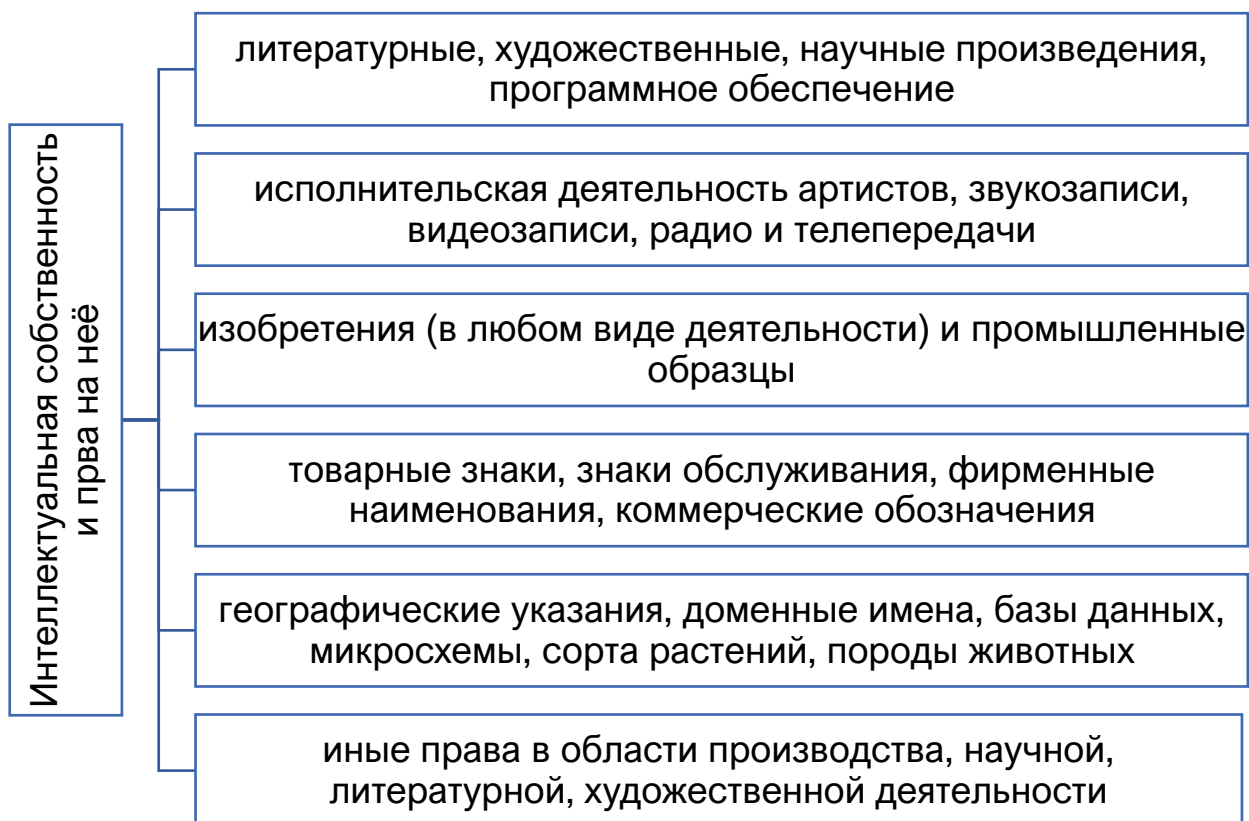 Интеллектуальная собственность
и прва на неё
литературные, художественные, научные произведения,
программное обеспечение
исполнительская деятельность артистов, звукозаписи,
видеозаписи, радио и телепередачи
изобретения (в любом виде деятельности) и промышленные
образцы
товарные знаки, знаки обслуживания, фирменные
наименования, коммерческие обозначения
географические указания, доменные имена, базы данных,
микросхемы, сорта растений, породы животных
иные права в области производства, научной,
литературной, художественной деятельности